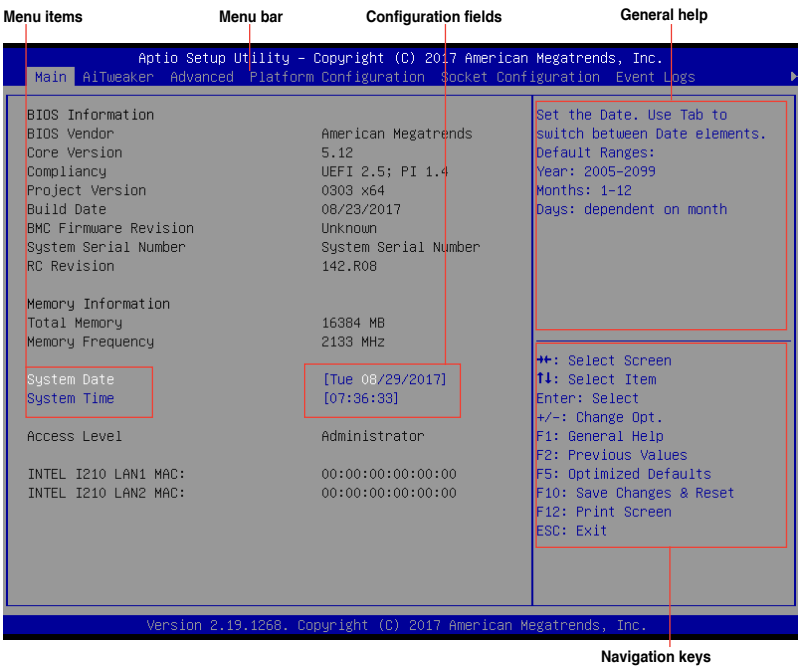 Menu items Menu bar Configuration fields General help
Aptio Setup Utility – Copyright (C) 2017 American Megatrends, Inc.
Main AiTweaker Advanced Platform Configuration Socket Configuration Event Logs
BIOS Information
BIOS Vendor American Megatrends
Core Version 5.12
Compliancy UEFI 2.5; PI 1.4
Project Version 0303 x64
Build Date 08/23/2017
BMC Firmware Revision Unknown
System Serial Number System Serial Number
RC Revision 142.R08
Memory Information
Total Memory 16384 MB
Memory Frequency 2133 MHz
System Date [Tue 08/29/2017]
System Time [07:36:33]
Access Level Administrator
INTEL I210 LAN1 MAC: 00:00:00:00:00:00
INTEL I210 LAN2 MAC: 00:00:00:00:00:00
Set the Date. Use Tab to
switch between Date elements.
Default Ranges:
Year: 2005-2099
Months: 1-12
Days: dependent on month
→←: Select Screen
↑↓: Select Item
Enter: Select
+/-: Change Opt.
F1: General Help
F2: Previous Values
F5: Optimized Defaults
F10: Save Changes & Reset
F12: Print Screen
ESC: Exit
Version 2.19.1268. Copyright (C) 2017 American Megatrends, Inc.
Navigation keys